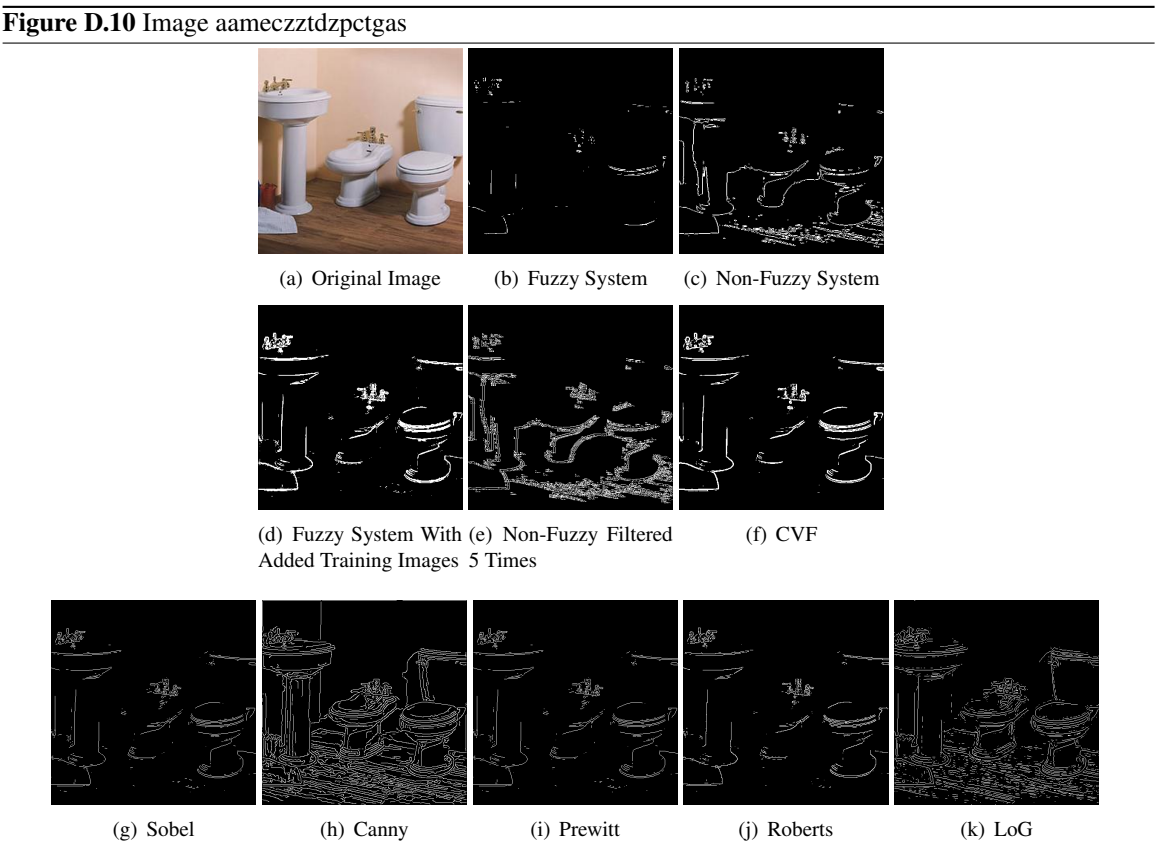 Figure D.10 Image aameczztdzpctgas
(a) Original Image
(b) Fuzzy System
(c) Non-Fuzzy System
(d) Fuzzy System With
Added Training Images
(e) Non-Fuzzy Filtered
5 Times
(f) CVF
(g) Sobel
(h) Canny
(i) Prewitt
(j) Roberts
(k) LoG